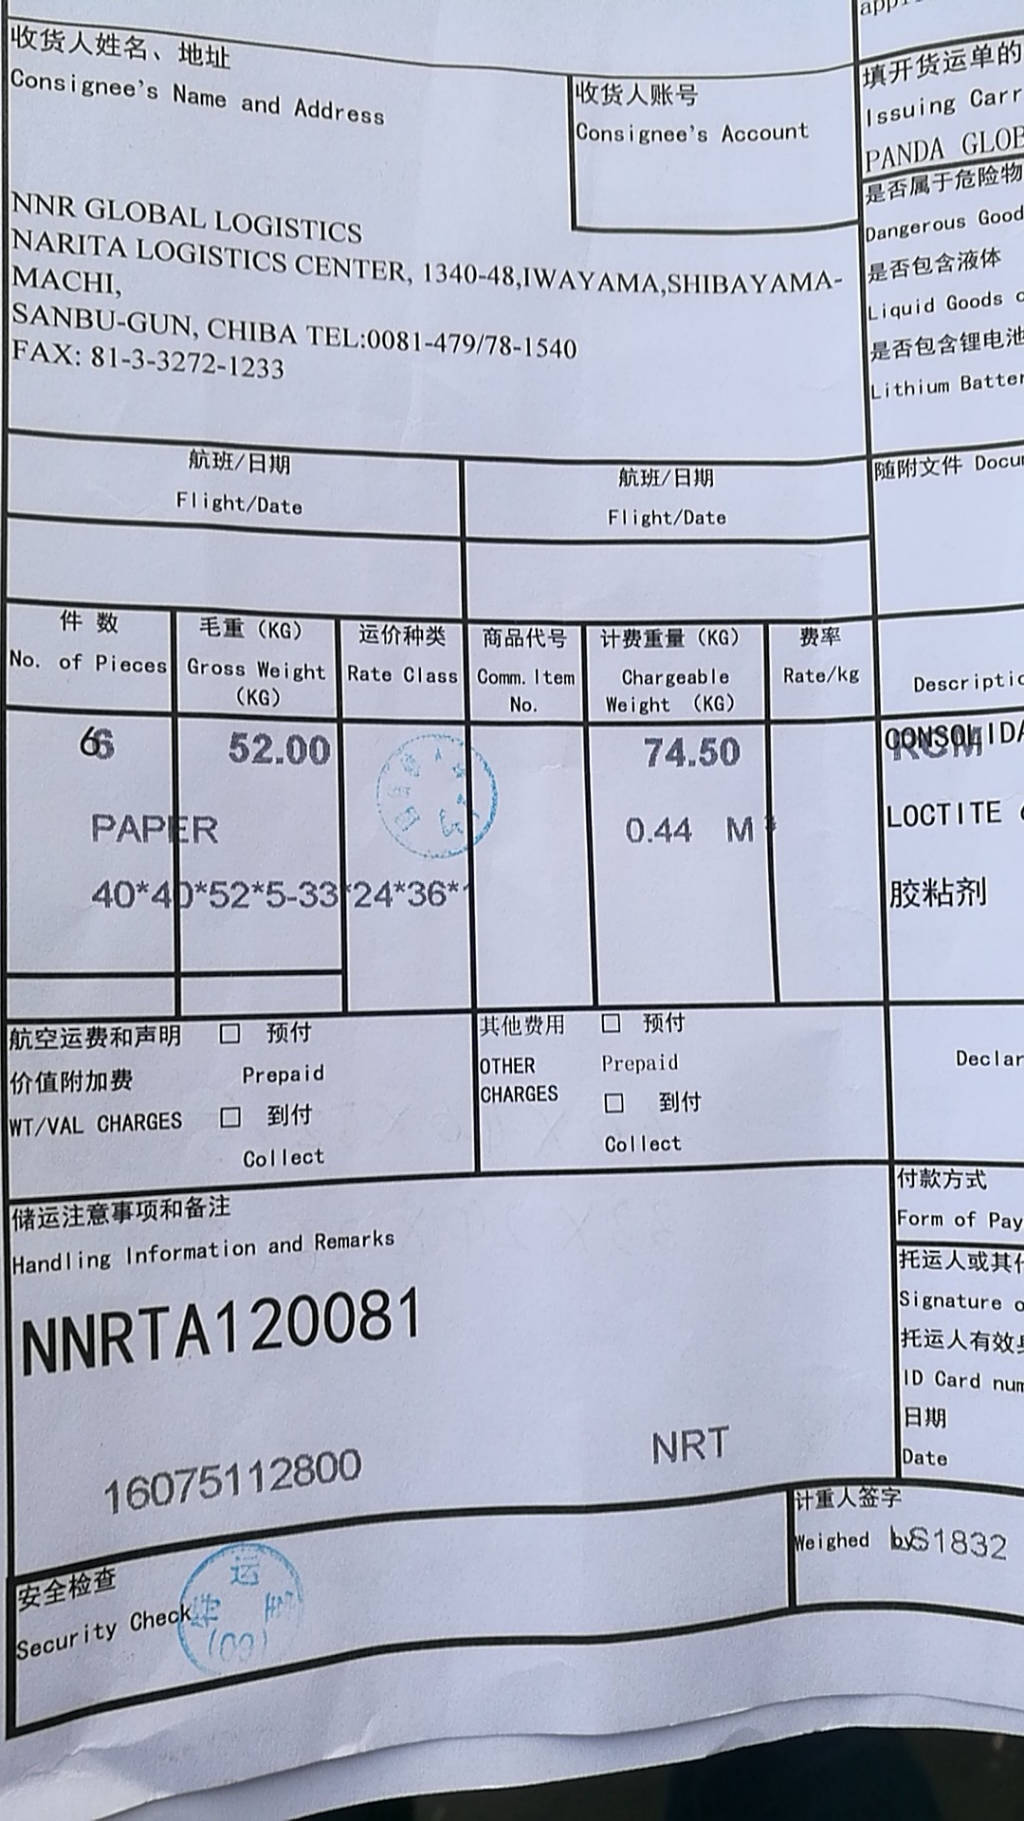 收货人姓名、地址
Consignee's Name and Address
收货人账号
Consignee's Account
NNR GLOBAL LOGISTICS
NARITA LOGISTICS CENTER, 1340-48,IWAYAMA,SHIBAYAMA-
MACHI,
SANBU-GUN, CHIBA TEL:0081-479/78-1540
FAX: 81-3-3272-1233
填开货运单的
Issuing Carr
PANDA GLOB
是否属于危险物
Dangerous Good
是否包含液体
Liquid Goods
是否包含锂电池
Lithium Batter
航班/日期
Flight/Date
航班/日期
Flight/Date
随附文件 Docum
件 数
No. of Pieces
毛重 (KG)
Gross Weight
(KG)
运价种类
Rate Class
商品代号
Comm. Item
No.
计费重量 (KG)
Chargeable
Weight (KG)
费率
Rate/kg
Descriptio
6 52.00 74.50
CONSOLIDA
PAPER 0.44 M³
LOCTITE
40*40*52*5-33*24*36*1
胶粘剂
航空运费和声明
价值附加费
WT/VAL CHARGES
□ 预付
Prepaid
□ 到付
Collect
其他费用
OTHER
CHARGES
□ 预付
Prepaid
□ 到付
Collect
Declar
储运注意事项和备注
Handling Information and Remarks
NNRTA120081
16075112800 NRT
付款方式
Form of Pay
托运人或其代
Signature o
托运人有效身
ID Card num
日期
Date
计重人签字
Weighed by S1832
安全检查
Security Check